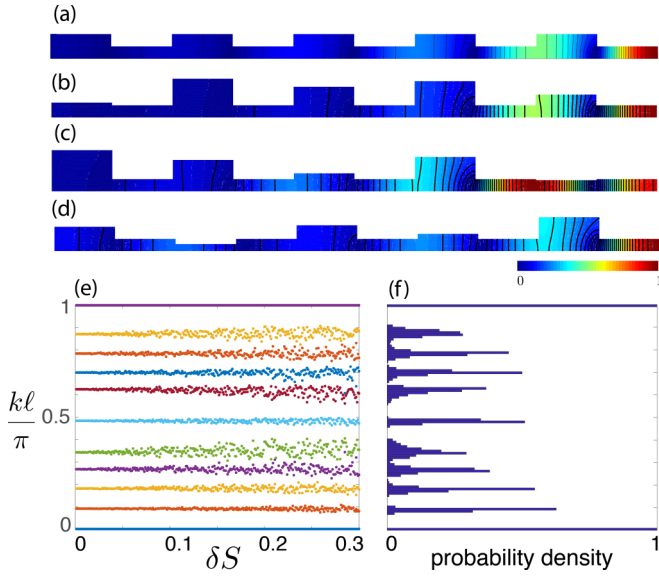 (a)
(b)
(c)
(d)
0 1
(e) (f)
1
kℓ
π
0.5
0
0 0.1 0.2 0.3
δS
0 1
probability density